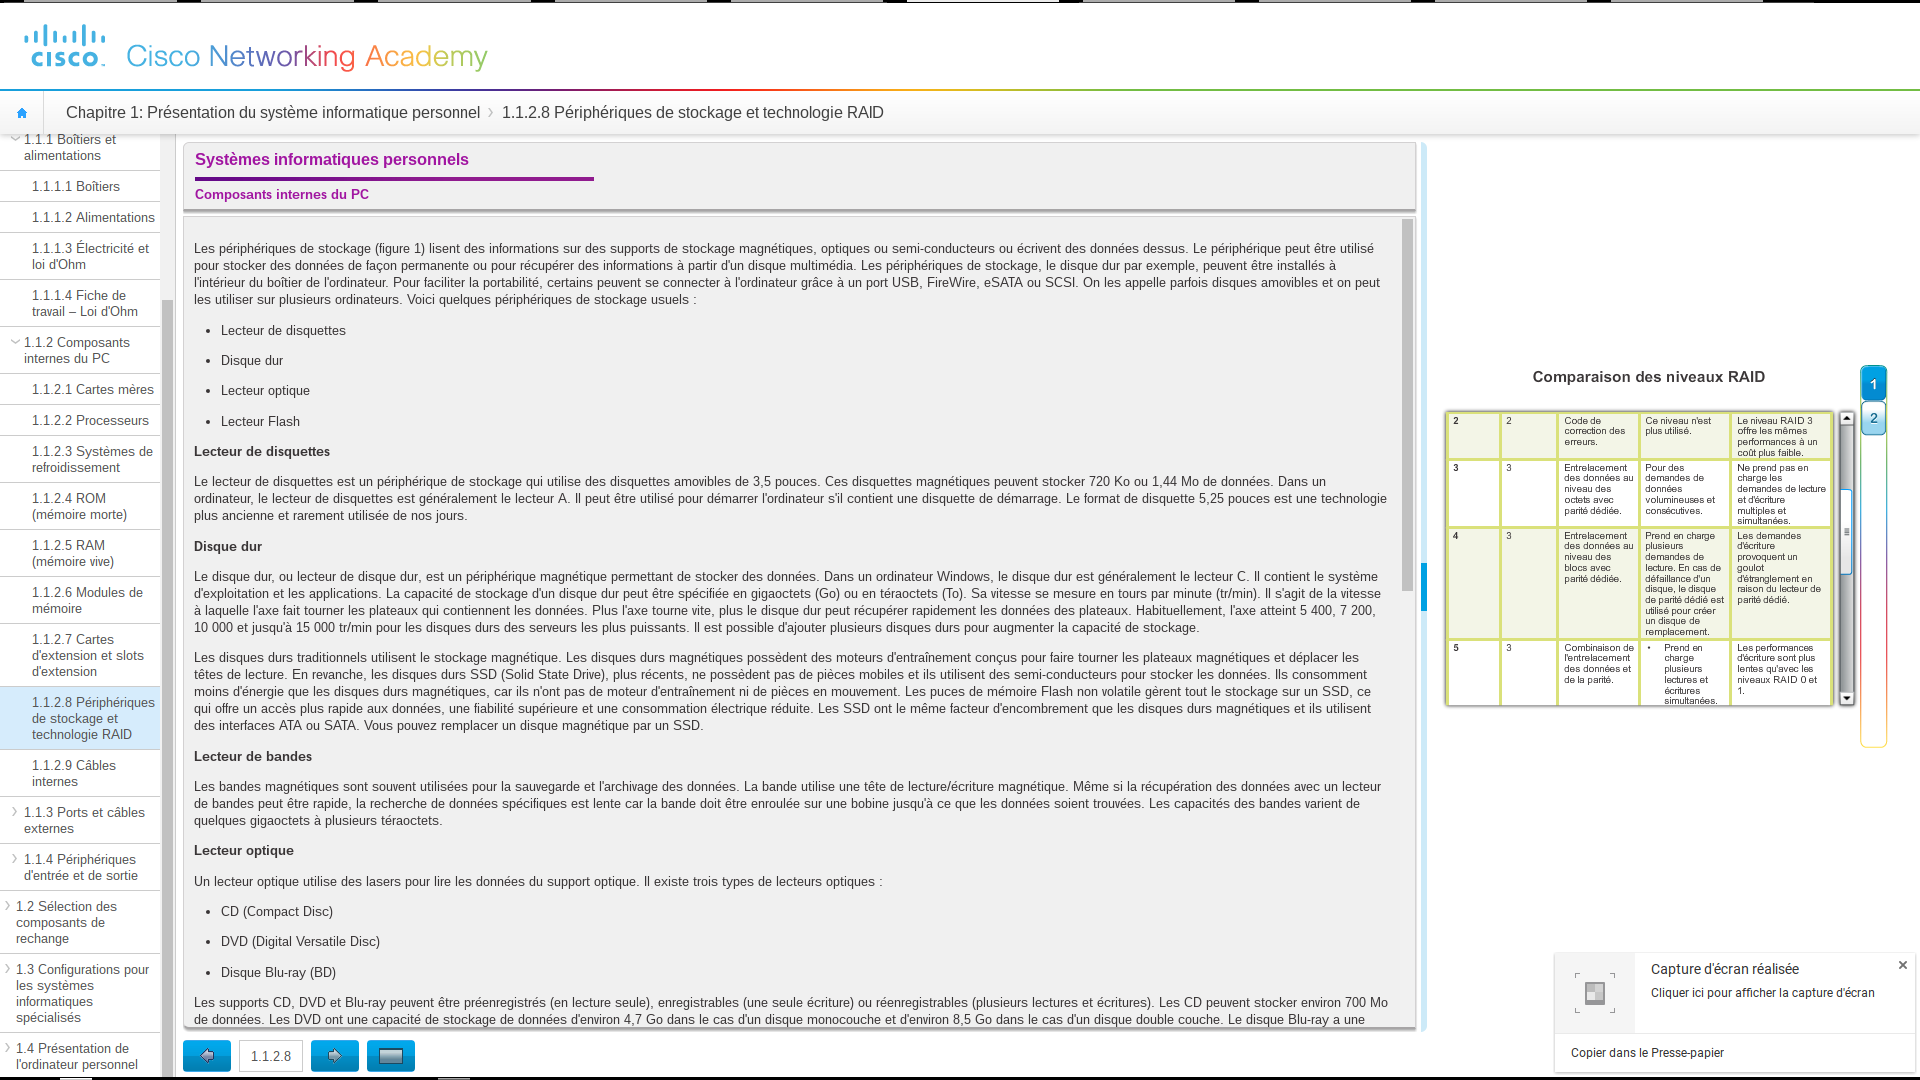 CISCO
Cisco Networking Academy
Chapitre 1: Présentation du système informatique personnel
1.1.2.8 Périphériques de stockage et technologie RAID
1.1.1 Boîtiers et
alimentations
1.1.1.1 Boîtiers
1.1.1.2 Alimentations
1.1.1.3 Électricité et
loi d'Ohm
1.1.1.4 Fiche de
travail – Loi d'Ohm
1.1.2 Composants
internes du PC
1.1.2.1 Cartes mères
1.1.2.2 Processeurs
1.1.2.3 Systèmes de
refroidissement
1.1.2.4 ROM
(mémoire morte)
1.1.2.5 RAM
(mémoire vive)
1.1.2.6 Modules de
mémoire
1.1.2.7 Cartes
d'extension et slots
d'extension
1.1.2.8 Périphériques
de stockage et
technologie RAID
1.1.2.9 Câbles
internes
1.1.3 Ports et câbles
externes
1.1.4 Périphériques
d'entrée et de sortie
1.2 Sélection des
composants de
rechange
1.3 Configurations pour
les systèmes
informatiques
spécialisés
1.4 Présentation de
l'ordinateur personnel
Systèmes informatiques personnels
Composants internes du PC
Les périphériques de stockage (figure 1) lisent des informations sur des supports de stockage magnétiques, optiques ou semi-conducteurs ou écrivent des données dessus. Le périphérique peut être utilisé
pour stocker des données de façon permanente ou pour récupérer des informations à partir d'un disque multimédia. Les périphériques de stockage, le disque dur par exemple, peuvent être installés à
l'intérieur du boîtier de l'ordinateur. Pour faciliter la portabilité, certains peuvent se connecter à l'ordinateur grâce à un port USB, FireWire, eSATA ou SCSI. On les appelle parfois disques amovibles et on peut
les utiliser sur plusieurs ordinateurs. Voici quelques périphériques de stockage usuels :
• Lecteur de disquettes
• Disque dur
• Lecteur optique
• Lecteur Flash
Lecteur de disquettes
Le lecteur de disquettes est un périphérique de stockage qui utilise des disquettes amovibles de 3,5 pouces. Ces disquettes magnétiques peuvent stocker 720 Ko ou 1,44 Mo de données. Dans un
ordinateur, le lecteur de disquettes est généralement le lecteur A. Il peut être utilisé pour démarrer l'ordinateur s'il contient une disquette de démarrage. Le format de disquette 5,25 pouces est une technologie
plus ancienne et rarement utilisée de nos jours.
Disque dur
Le disque dur, ou lecteur de disque dur, est un périphérique magnétique permettant de stocker des données. Dans un ordinateur Windows, le disque dur est généralement le lecteur C. Il contient le système
d'exploitation et les applications. La capacité de stockage d'un disque dur peut être spécifiée en gigaoctets (Go) ou en téraoctets (To). Sa vitesse se mesure en tours par minute (tr/min). Il s'agit de la vitesse
à laquelle l'axe fait tourner les plateaux qui contiennent les données. Plus l'axe tourne vite, plus le disque dur peut récupérer rapidement les données des plateaux. Habituellement, l'axe atteint 5 400, 7 200,
10 000 et jusqu'à 15 000 tr/min pour les disques durs des serveurs les plus puissants. Il est possible d'ajouter plusieurs disques durs pour augmenter la capacité de stockage.
Les disques durs traditionnels utilisent le stockage magnétique. Les disques durs magnétiques possèdent des moteurs d'entraînement conçus pour faire tourner les plateaux magnétiques et déplacer les
têtes de lecture. En revanche, les disques durs SSD (Solid State Drive), plus récents, ne possèdent pas de pièces mobiles et ils utilisent des semi-conducteurs pour stocker les données. Ils consomment
moins d'énergie que les disques durs magnétiques, car ils n'ont pas de moteur d'entraînement ni de pièces en mouvement. Les puces de mémoire Flash non volatile gèrent tout le stockage sur un SSD, ce
qui offre un accès plus rapide aux données, une fiabilité supérieure et une consommation électrique réduite. Les SSD ont le même facteur d'encombrement que les disques durs magnétiques et ils utilisent
des interfaces ATA ou SATA. Vous pouvez remplacer un disque magnétique par un SSD.
Lecteur de bandes
Les bandes magnétiques sont souvent utilisées pour la sauvegarde et l'archivage des données. La bande utilise une tête de lecture/écriture magnétique. Même si la récupération des données avec un lecteur
de bandes peut être rapide, la recherche de données spécifiques est lente car la bande doit être enroulée sur une bobine jusqu'à ce que les données soient trouvées. Les capacités des bandes varient de
quelques gigaoctets à plusieurs téraoctets.
Lecteur optique
Un lecteur optique utilise des lasers pour lire les données du support optique. Il existe trois types de lecteurs optiques :
• CD (Compact Disc)
• DVD (Digital Versatile Disc)
• Disque Blu-ray (BD)
Les supports CD, DVD et Blu-ray peuvent être préenregistrés (en lecture seule), enregistrables (une seule écriture) ou réenregistrables (plusieurs lectures et écritures). Les CD peuvent stocker environ 700 Mo
de données. Les DVD ont une capacité de stockage de données d'environ 4,7 Go dans le cas d'un disque monocouche et d'environ 8,5 Go dans le cas d'un disque double couche. Le disque Blu-ray a une
1.1.2.8
Comparaison des niveaux RAID
1
2
2
2
Code de
correction des
erreurs.
Ce niveau n'est
plus utilisé.
Le niveau RAID 3
offre les mêmes
performances à un
coût plus faible.
3
3
Entrelacement
des données au
niveau des
octets avec
parité dédiée.
Pour des
demandes de
données
volumineuses et
consécutives.
Ne prend pas en
charge les
demandes de lecture
et d'écriture
multiples et
simultanées.
4
3
Entrelacement
des données au
niveau des
blocs avec
parité dédiée.
Prend en charge
plusieurs
demandes de
lecture. En cas de
défaillance d'un
disque, le disque
de parité dédié est
utilisé pour créer
un disque de
remplacement.
Les demandes
d'écriture
provoquent un
goulot
d'étranglement en
raison du lecteur de
parité dédié.
5
3
Combinaison de
l'entrelacement
des données et
de la parité.
• Prend en
charge
plusieurs
lectures et
écritures
simultanées.
Les performances
d'écriture sont plus
lentes qu'avec les
niveaux RAID 0 et
1.
Capture d'écran réalisée
Cliquer ici pour afficher la capture d'écran
Copier dans le Presse-papier